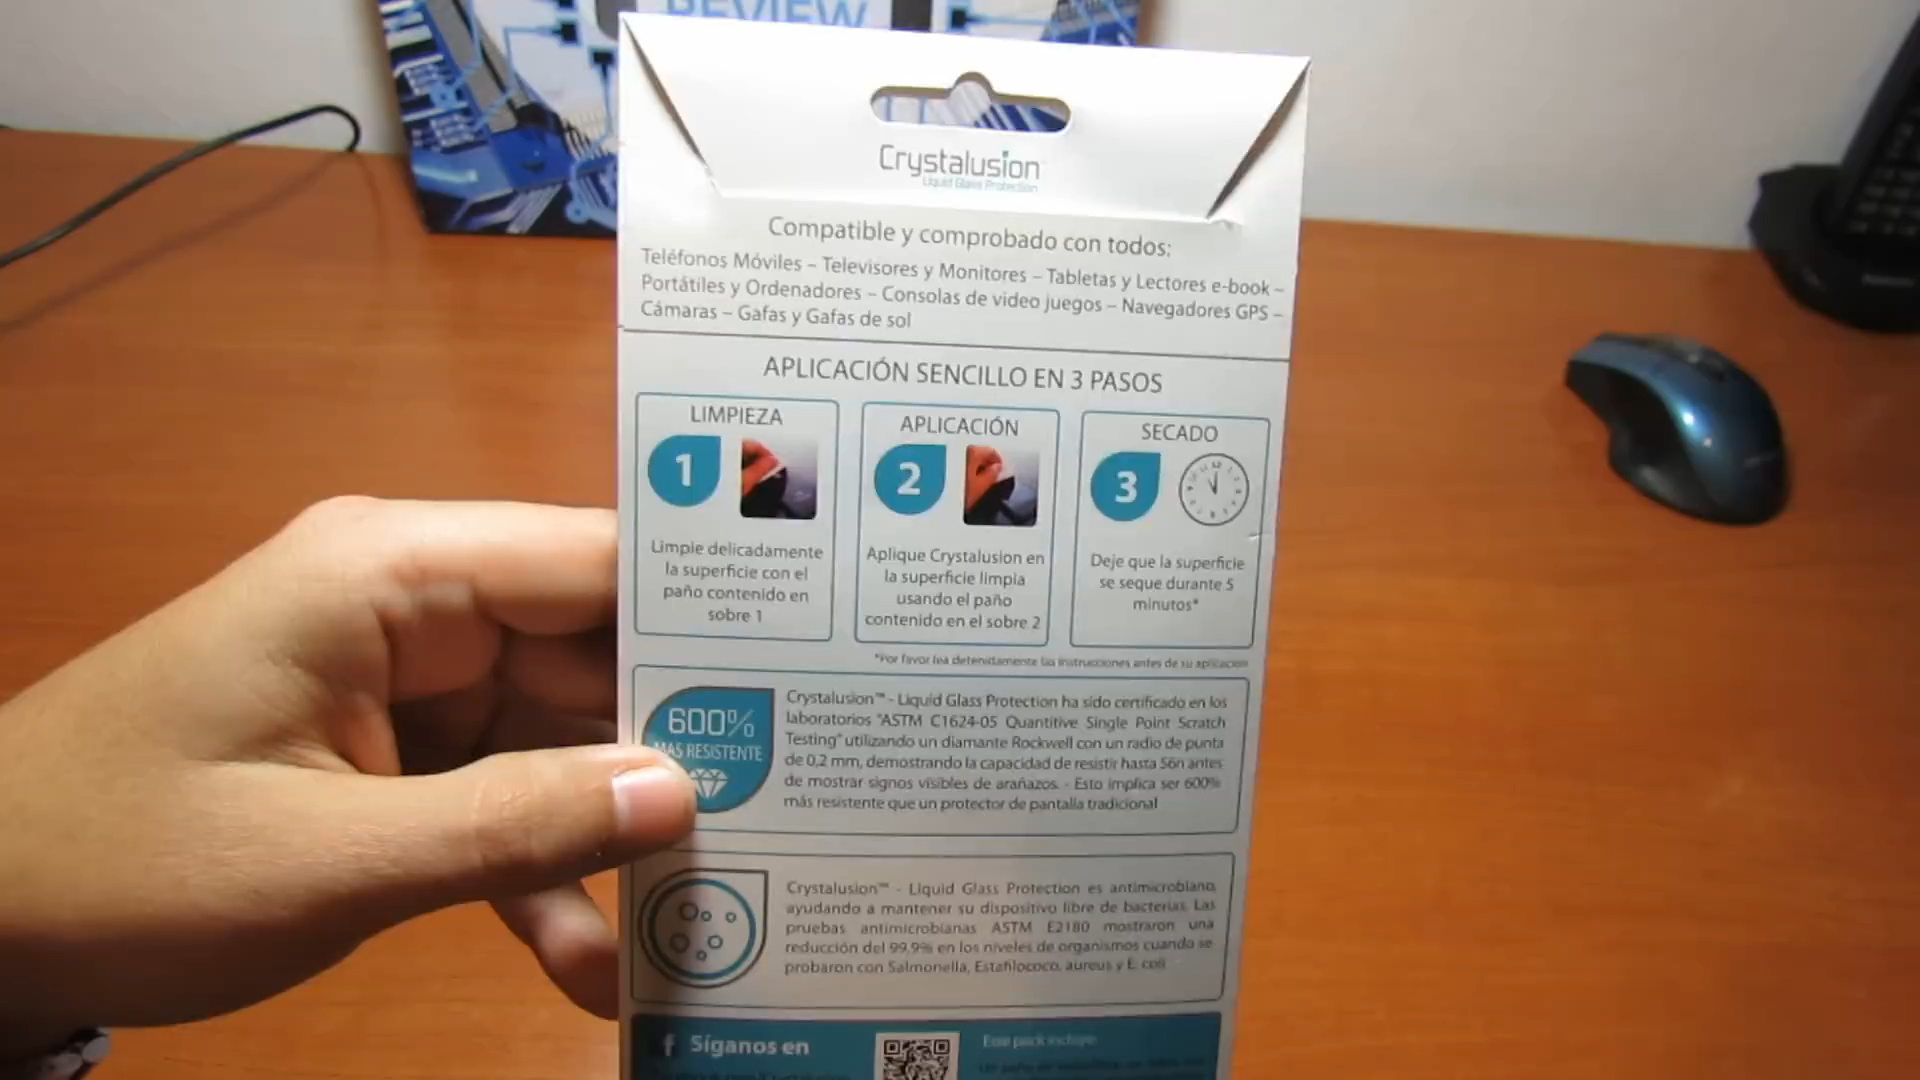 REVIEW
Crystalusion
Liquid Glass Protection
Compatible y comprobado con todos:
Teléfonos Móviles – Televisores y Monitores – Tabletas y Lectores e-book –
Portátiles y Ordenadores – Consolas de video juegos – Navegadores GPS –
Cámaras – Gafas y Gafas de sol
APLICACIÓN SENCILLO EN 3 PASOS
LIMPIEZA
1
Limpie delicadamente
la superficie con el
paño contenido en
sobre 1
APLICACIÓN
2
Aplique Crystalusion en
la superficie limpia
usando el paño
contenido en el sobre 2
SECADO
3
Deje que la superficie
se seque durante 5
minutos*
*Por favor lea detenidamente las instrucciones antes de su aplicación
600%
MAS RESISTENTE
Crystalusion™ - Liquid Glass Protection ha sido certificado en los
laboratorios "ASTM C1624-05 Quantitive Single Point Scratch
Testing" utilizando un diamante Rockwell con un radio de punta
de 0,2 mm, demostrando la capacidad de resistir hasta 56n antes
de mostrar signos visibles de arañazos. - Esto implica ser 600%
más resistente que un protector de pantalla tradicional
Crystalusion™ - Liquid Glass Protection es antimicrobiano,
ayudando a mantener su dispositivo libre de bacterias. Las
pruebas antimicrobianas ASTM E2180 mostraron una
reducción del 99,9% en los niveles de organismos cuando se
probaron con Salmonella, Estafilococo, aureus y E. coli
f Síganos en
Este pack incluye: